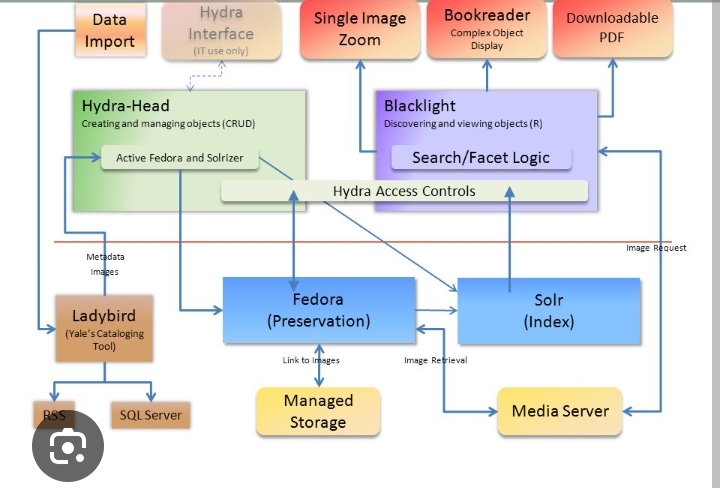 Data
Import
Hydra
Interface
(IT use only)
Single Image
Zoom
Bookreader
Complex Object
Display
Downloadable
PDF
Hydra-Head
Creating and managing objects (CRUD)
Active Fedora and Solrizer
Blacklight
Discovering and viewing objects (R)
Search/Facet Logic
Hydra Access Controls
Metadata
Images
Image Request
Ladybird
(Yale's Cataloging
Tool)
Fedora
(Preservation)
Solr
(Index)
Link to Images
Image Retrieval
RSS
SQL Server
Managed
Storage
Media Server